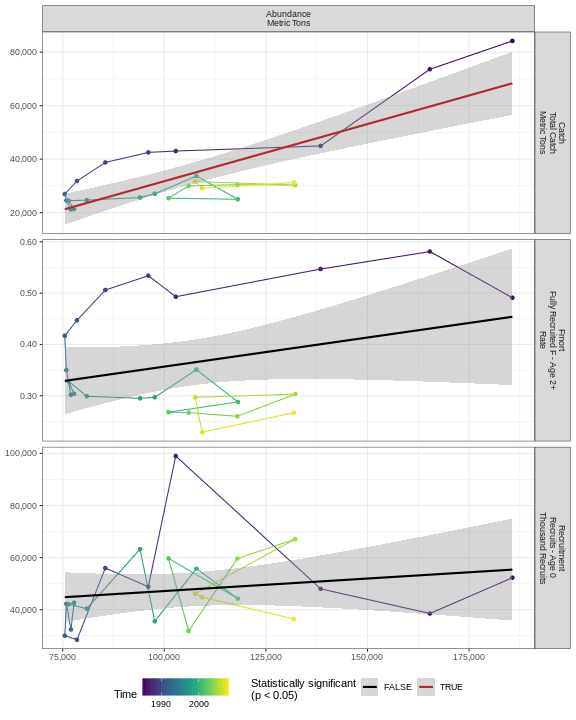 Abundance
Metric Tons
80,000
60,000
40,000
20,000
Catch
Total Catch
Metric Tons
0.60
0.50
0.40
0.30
Fmort
Fully Recruited F - Age 2+
Rate
100,000
80,000
60,000
40,000
Recruitment
Recruits - Age 0
Thousand Recruits
75,000
100,000
125,000
150,000
175,000
Time
1990
2000
Statistically significant
(p < 0.05)
FALSE
TRUE